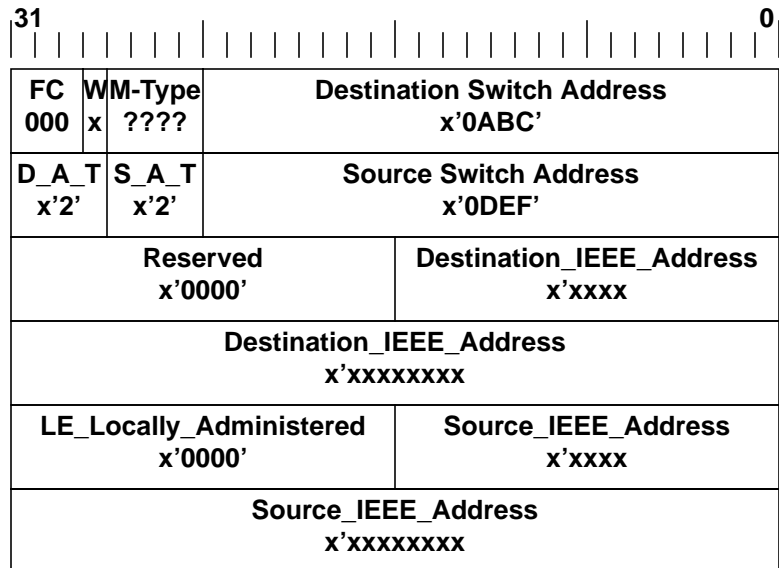 31 0
FC W M-Type Destination Switch Address
000 x ???? x'0ABC'
D_A_T S_A_T Source Switch Address
x'2' x'2' x'0DEF'
Reserved Destination_IEEE_Address
x'0000' x'xxxx
Destination_IEEE_Address
x'xxxxxxxx
LE_Locally_Administered Source_IEEE_Address
x'0000' x'xxxx
Source_IEEE_Address
x'xxxxxxxx